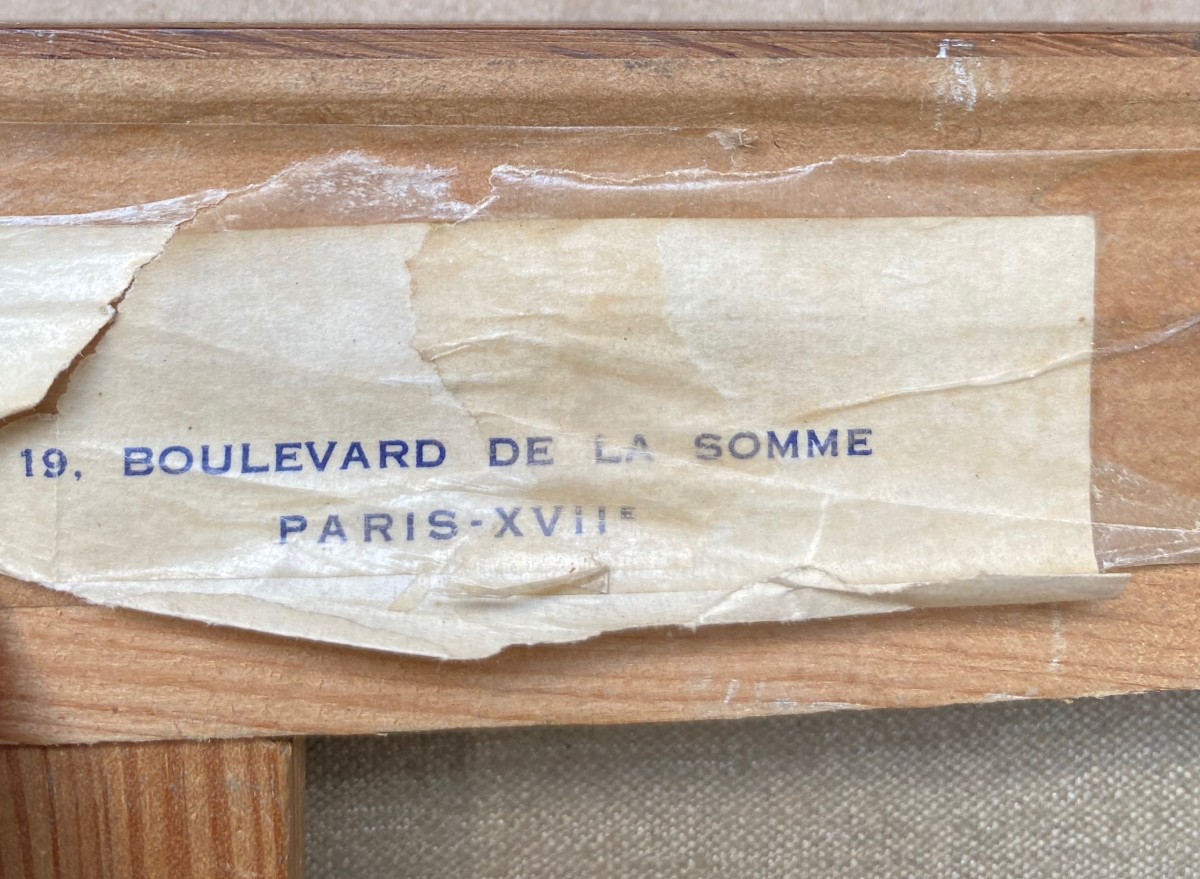 19, BOULEVARD DE LA SOMME
PARIS-XVIIE